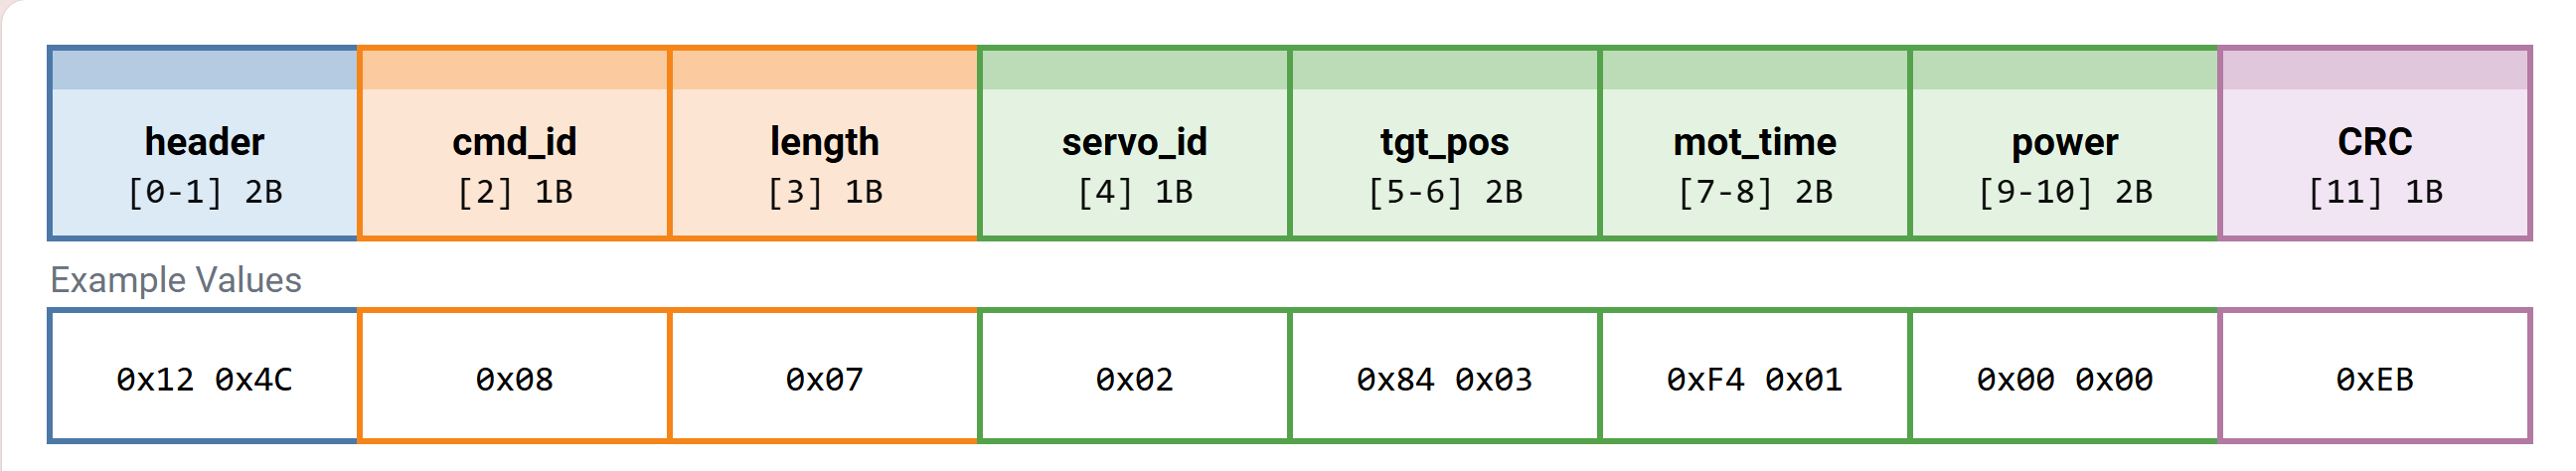 header cmd_id length servo_id tgt_pos mot_time power CRC
[0-1] 2B [2] 1B [3] 1B [4] 1B [5-6] 2B [7-8] 2B [9-10] 2B [11] 1B
Example Values
0x12 0x4C 0x08 0x07 0x02 0x84 0x03 0xF4 0x01 0x00 0x00 0xEB